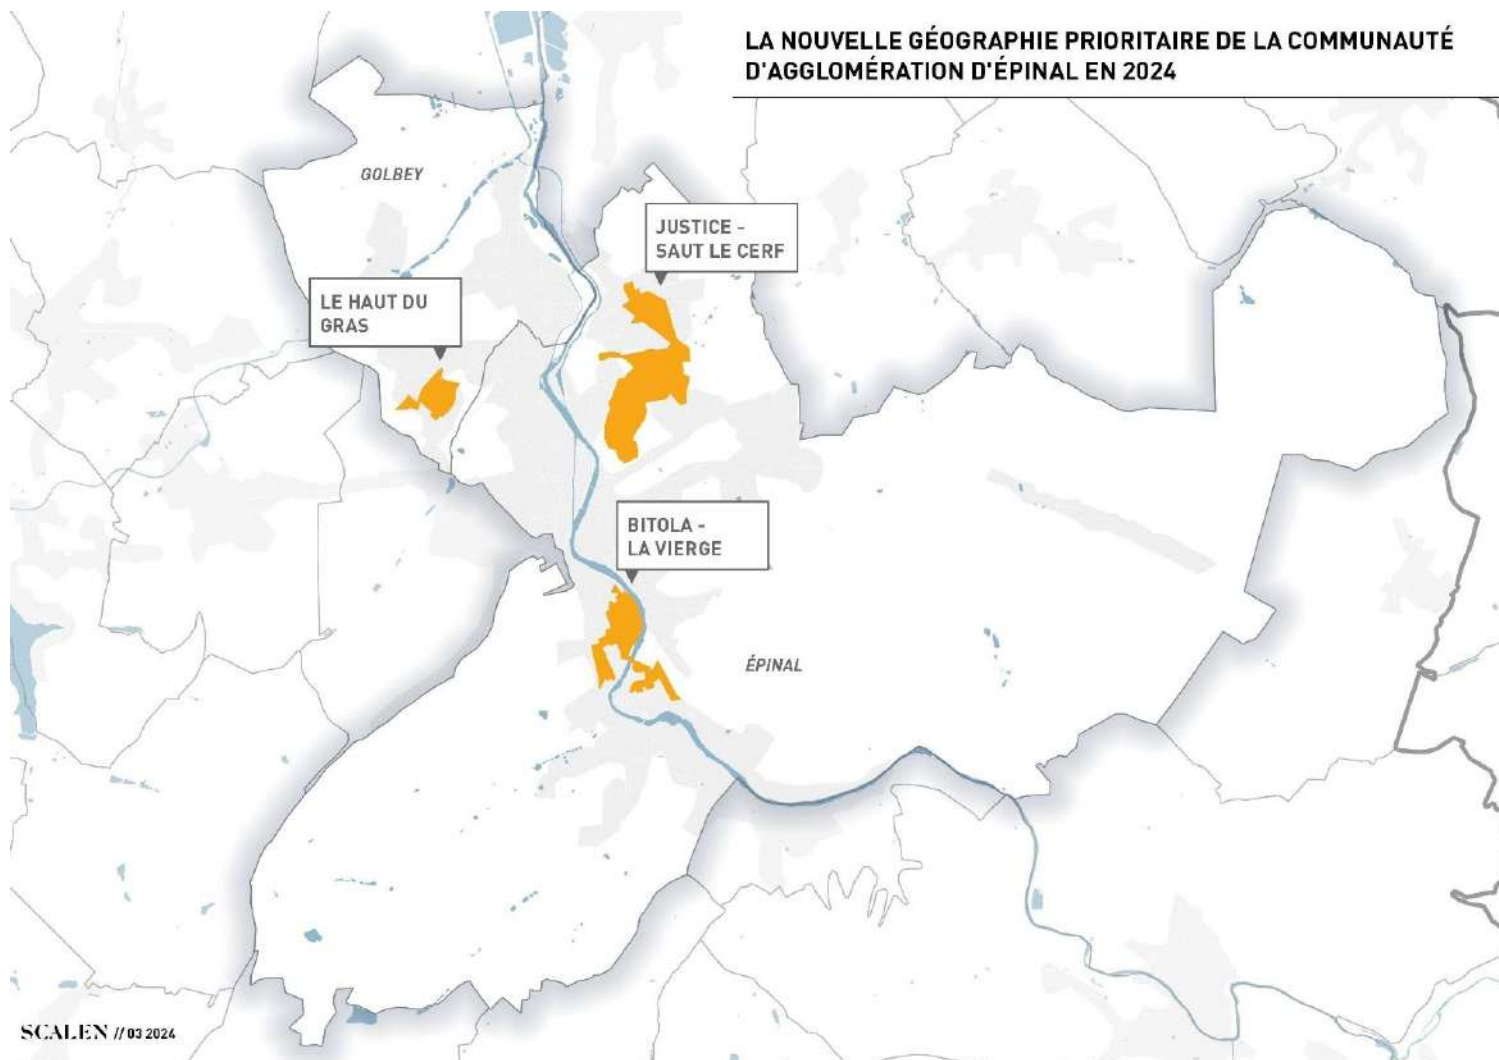 LA NOUVELLE GÉOGRAPHIE PRIORITAIRE DE LA COMMUNAUTÉ
D'AGGLOMÉRATION D'ÉPINAL EN 2024
GOLBEY
JUSTICE -
SAUT LE CERF
LE HAUT DU
GRAS
BITOLA -
LA VIERGE
ÉPINAL
SCALEN // 03 2024